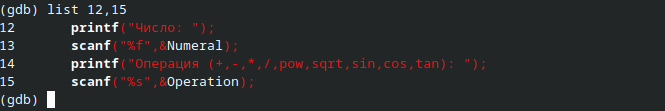 (gdb) list 12,15
12 printf("Число: ");
13 scanf("%f",&Numeral);
14 printf("Операция (+,-,*,/,pow,sqrt,sin,cos,tan): ");
15 scanf("%s",&Operation);
(gdb)